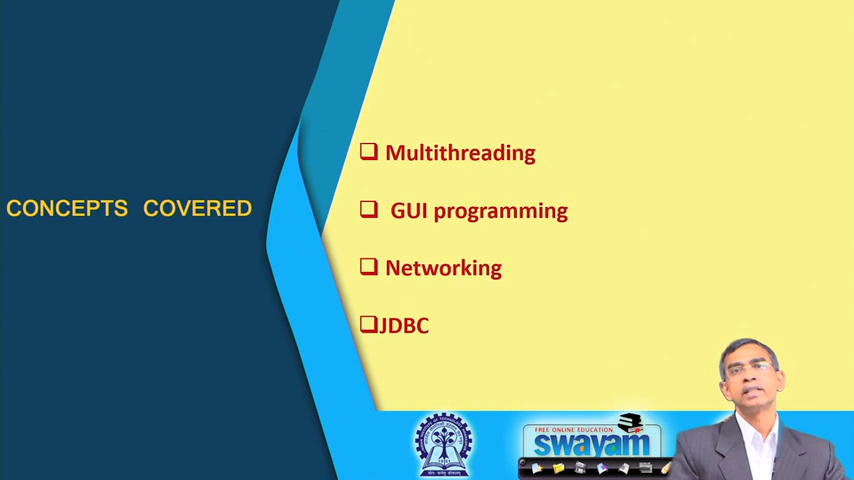 CONCEPTS COVERED
Multithreading
GUI programming
Networking
JDBC
FREE ONLINE EDUCATION
swayam